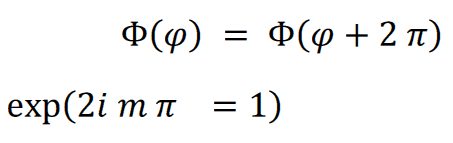 Φ(φ) = Φ(φ + 2 π)
exp(2i m π = 1)